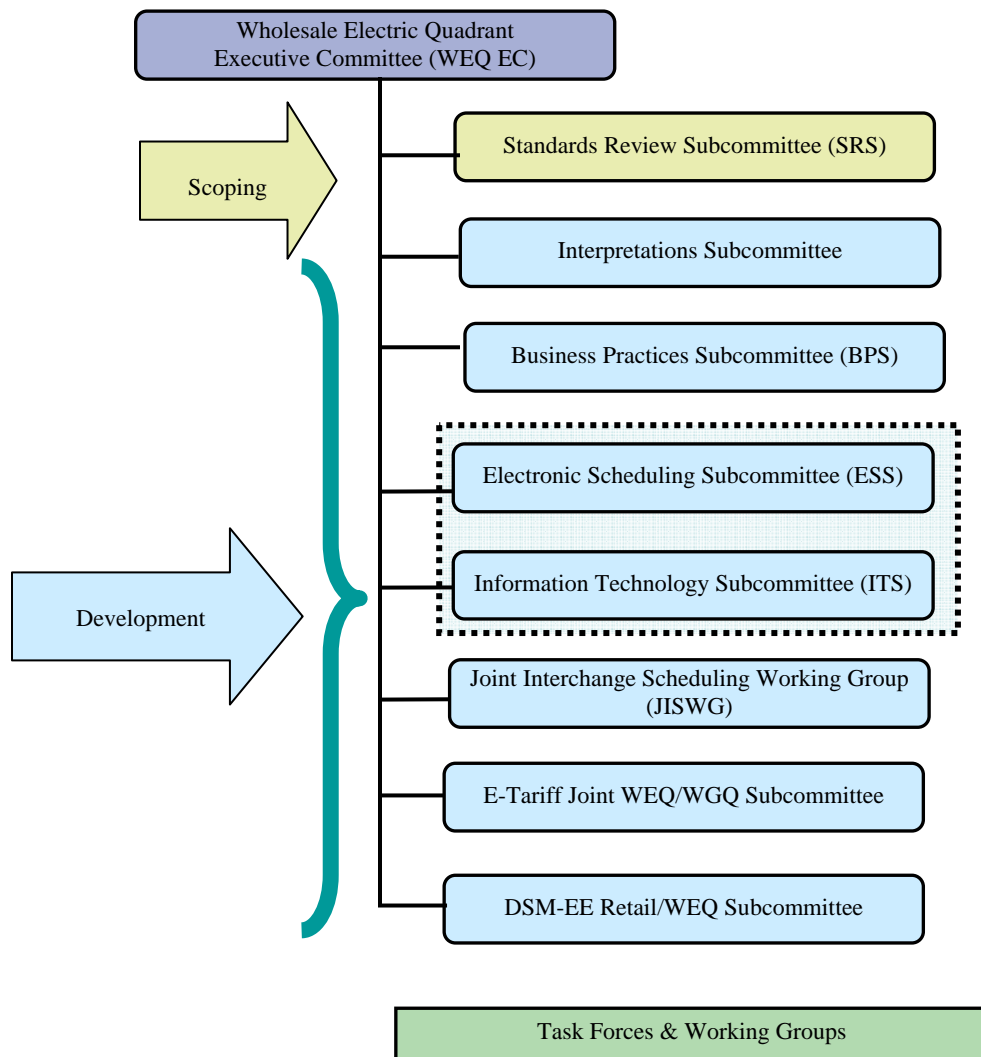 Wholesale Electric Quadrant
Executive Committee (WEQ EC)
Standards Review Subcommittee (SRS)
Scoping
Interpretations Subcommittee
Business Practices Subcommittee (BPS)
Electronic Scheduling Subcommittee (ESS)
Information Technology Subcommittee (ITS)
Development
Joint Interchange Scheduling Working Group
(JISWG)
E-Tariff Joint WEQ/WGQ Subcommittee
DSM-EE Retail/WEQ Subcommittee
Task Forces & Working Groups